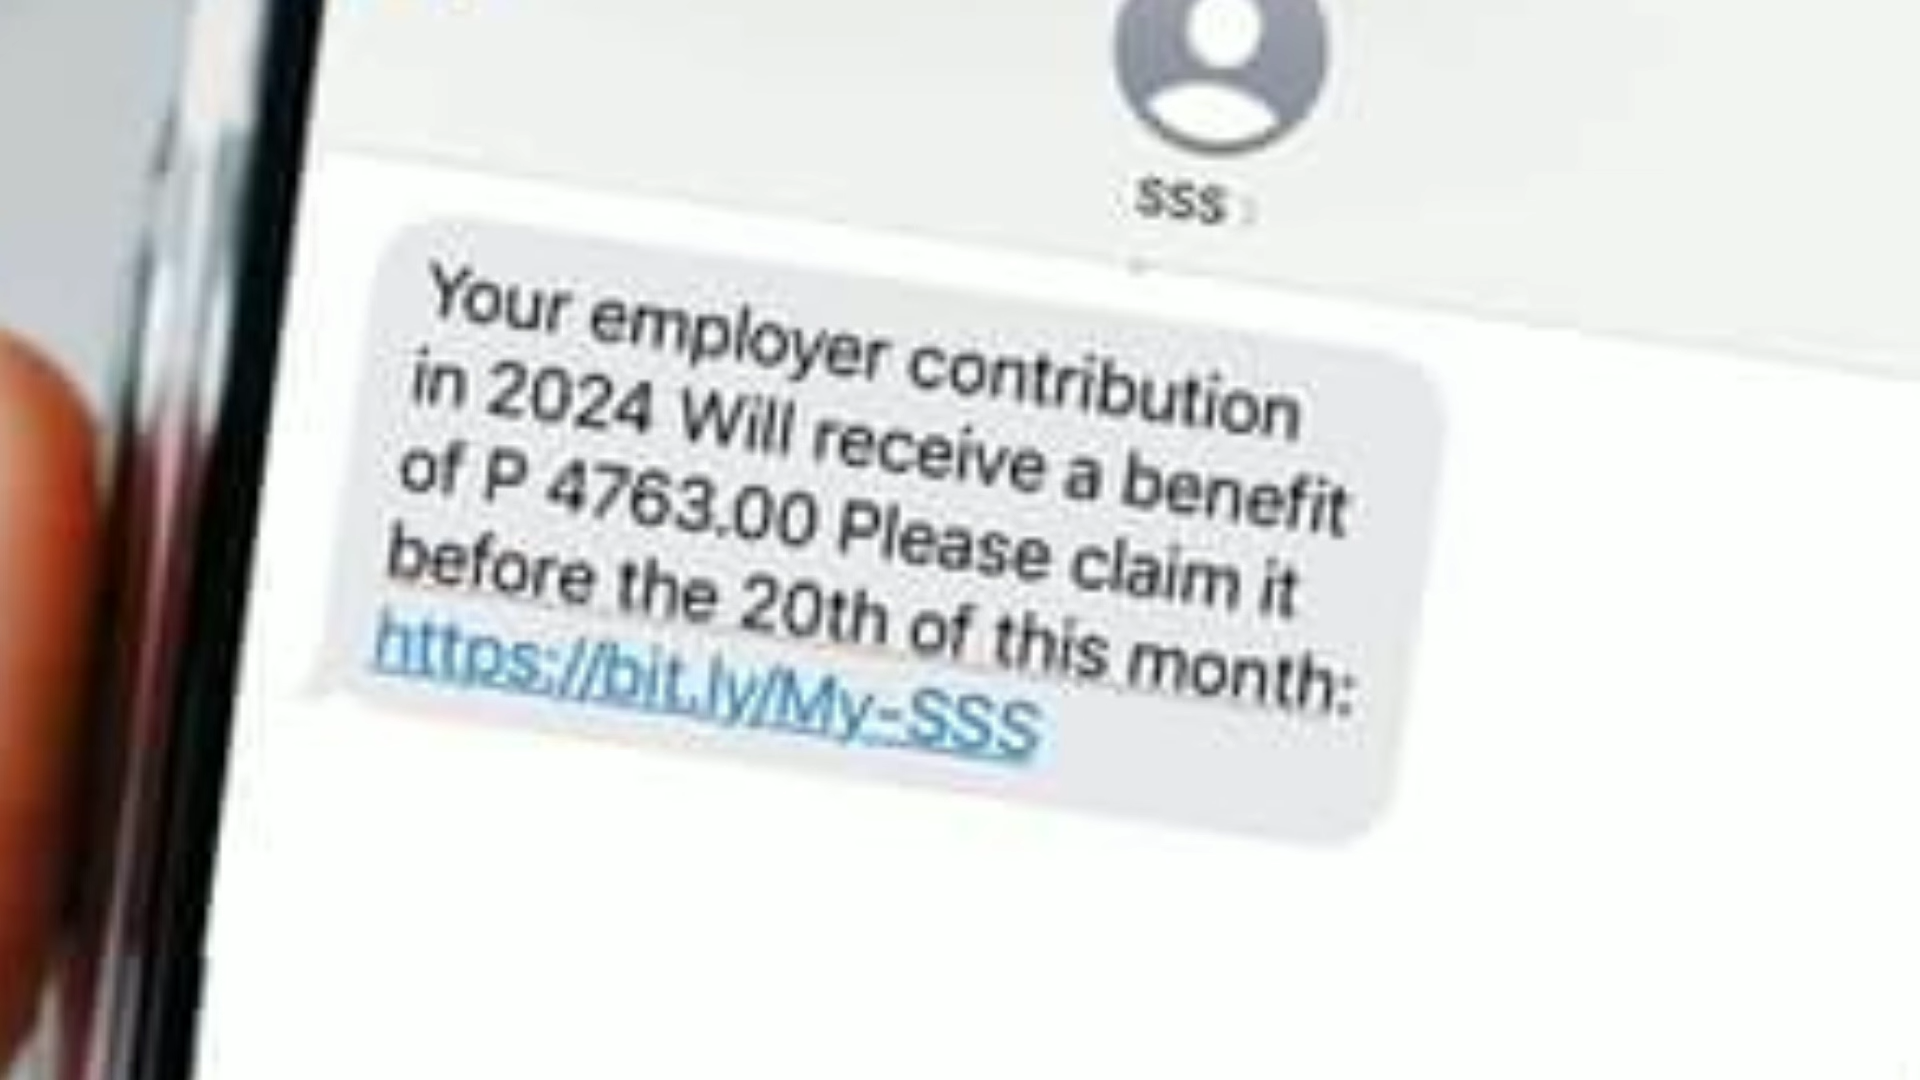 SSS
Your employer contribution
in 2024 Will receive a benefit
of P 4763.00 Please claim it
before the 20th of this month:
https://bit.ly/My-SSS